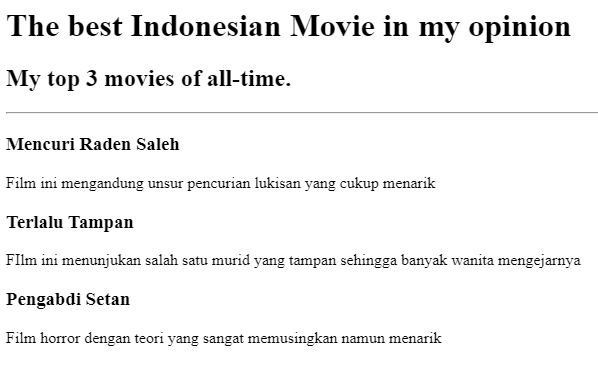 The best Indonesian Movie in my opinion
My top 3 movies of all-time.
Mencuri Raden Saleh
Film ini mengandung unsur pencurian lukisan yang cukup menarik
Terlalu Tampan
FIlm ini menunjukan salah satu murid yang tampan sehingga banyak wanita mengejarnya
Pengabdi Setan
Film horror dengan teori yang sangat memusingkan namun menarik